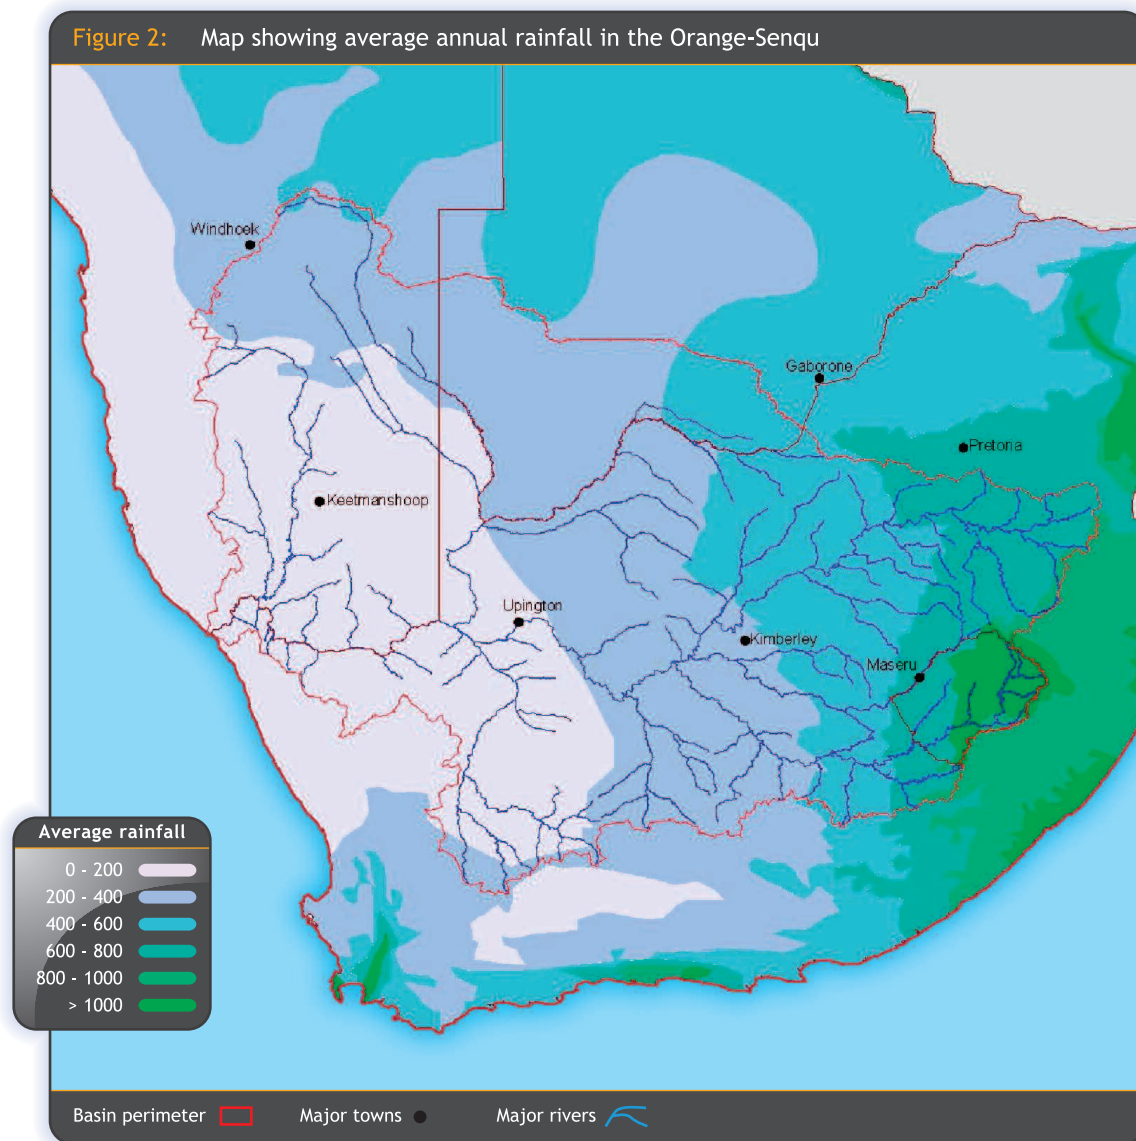 Figure 2: Map showing average annual rainfall in the Orange-Senqu
Windhoek
Gaborone
Pretoria
Keetmanshoop
Upington
Kimberley
Maseru
Average rainfall
0 - 200
200 - 400
400 - 600
600 - 800
800 - 1000
> 1000
Basin perimeter Major towns Major rivers